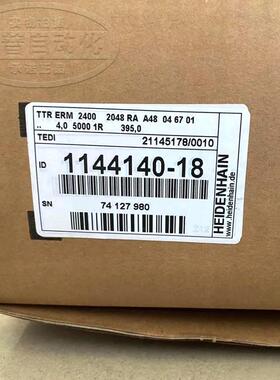 TTR ERM 2400 2048 RA A48 04 67 01
.. 4,0 5000 1R 395,0
TEDI 21145178/0010
ID 1144140-18
SN 74 127 980
HEIDENHAIN
www.heidenhain.de